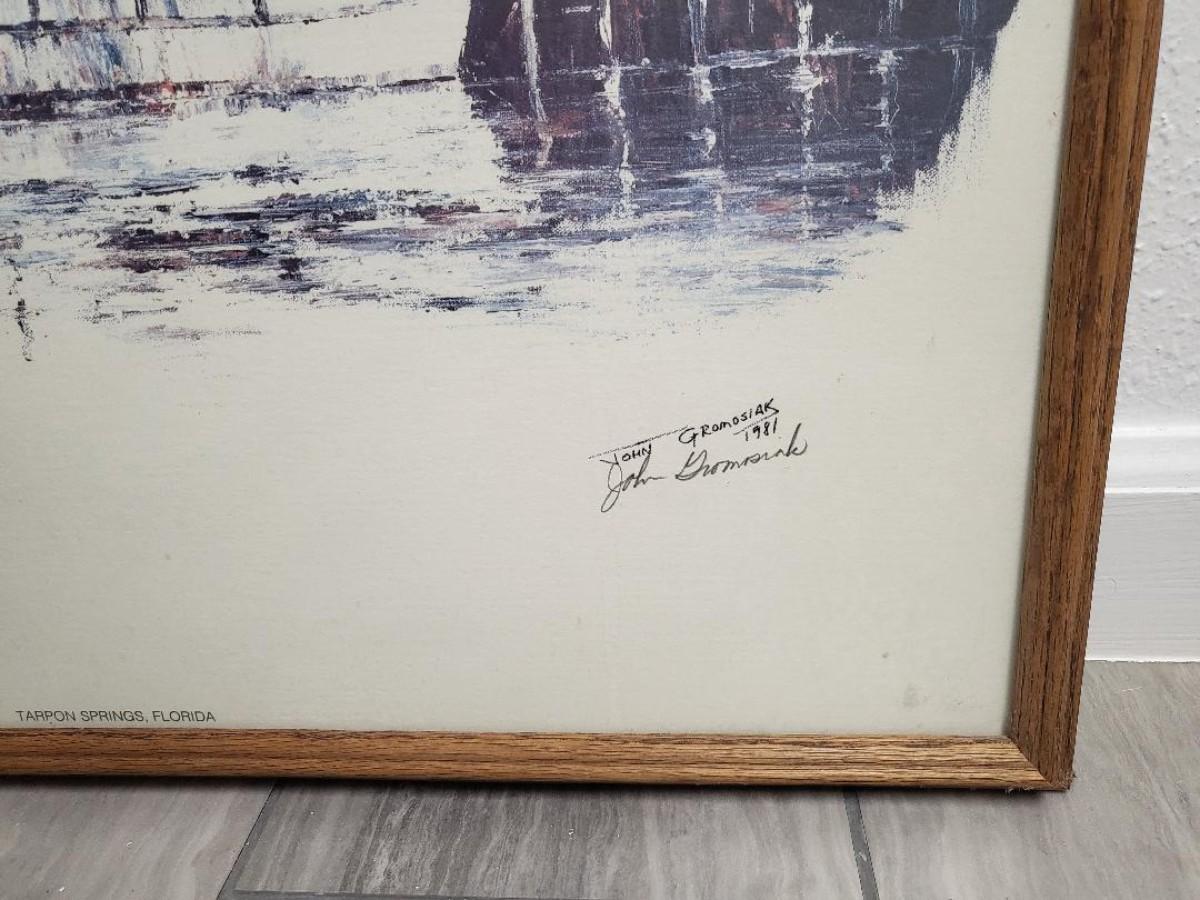 JOHN GROMOSIAK
1981
John Gromosiak
TARPON SPRINGS, FLORIDA